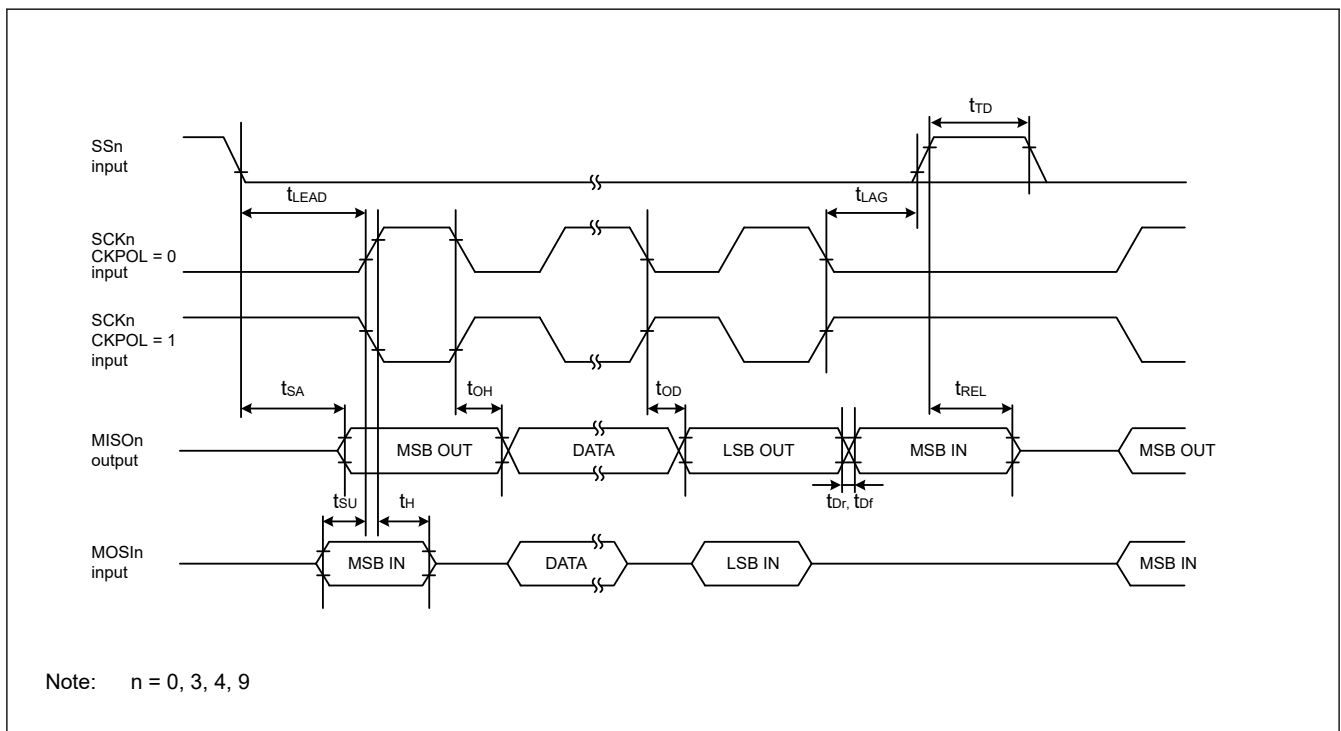 tTD
SSn
input
tLEAD
tLAG
SCKn
CKPOL = 0
input
SCKn
CKPOL = 1
input
tSA
tOH
tOD
tREL
MISOn
output
MSB OUT
DATA
LSB OUT
MSB IN
MSB OUT
tSU
tH
tDr, tDf
MOSIn
input
MSB IN
DATA
LSB IN
MSB IN
Note: n = 0, 3, 4, 9